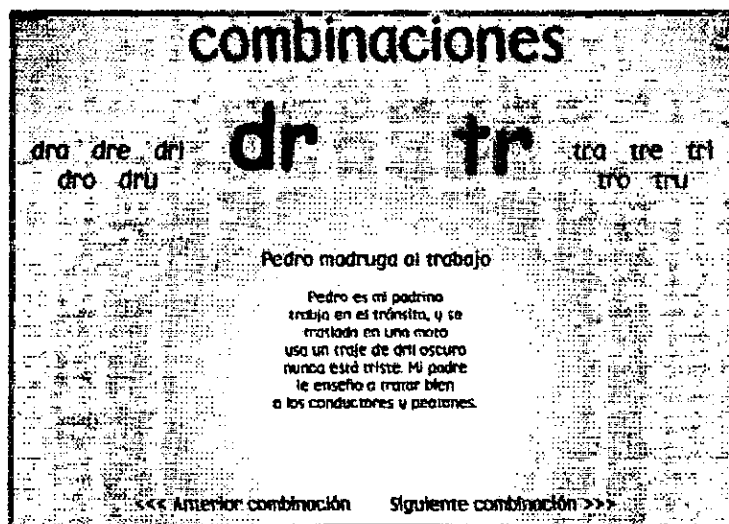 combinaciones
dr tr
dra dre dri tra tre tri
dro dru tro tru
Pedro madruga al trabajo
Pedro es mi padrino
trabja en el tránsito, y se
traslada en una moto
usa un traje de dril oscuro
nunca está triste. Mi padre
le enseño a tratar bien
a los conductores y peatones.
<<< Anterior combinación Siguiente combinación >>>